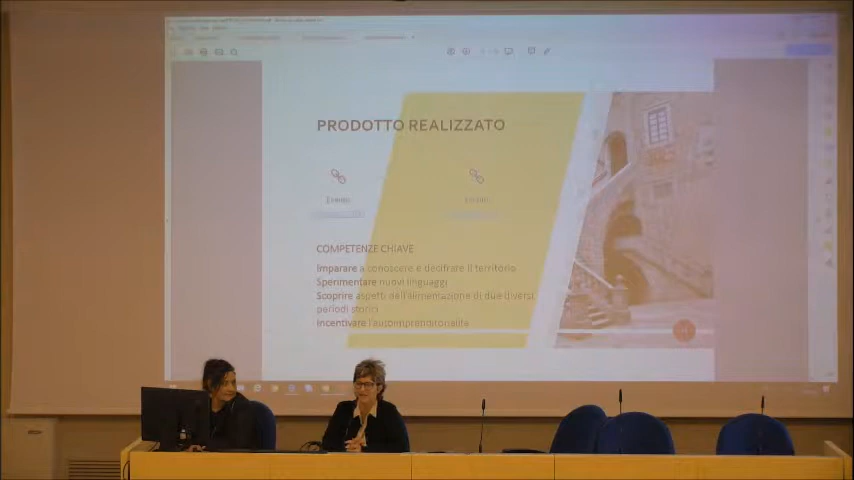 PRODOTTO REALIZZATO
COMPETENZE CHIAVE
Imparare a conoscere e decifrare il territorio
Sperimentare nuovi linguaggi
Scoprire aspetti dell'alimentazione di due diversi
periodi storici
Incentivare l'autoimprenditorialità